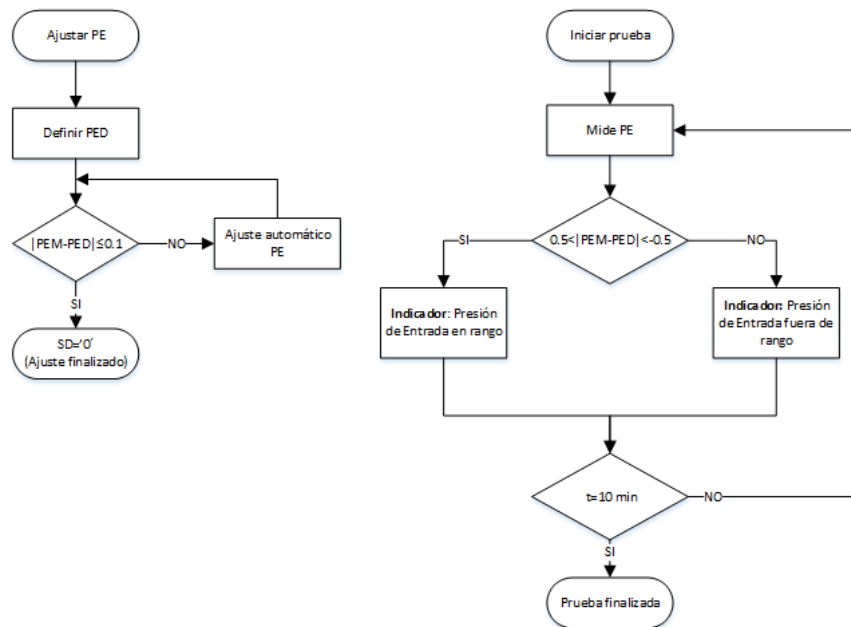 Ajustar PE
Definir PED
|PEM-PED|≤0.1
NO
Ajuste automático
PE
SI
SD='0'
(Ajuste finalizado)
Iniciar prueba
Mide PE
0.5<|PEM-PED|<-0.5
SI
NO
Indicador: Presión
de Entrada en rango
Indicador: Presión
de Entrada fuera de
rango
t=10 min
NO
SI
Prueba finalizada